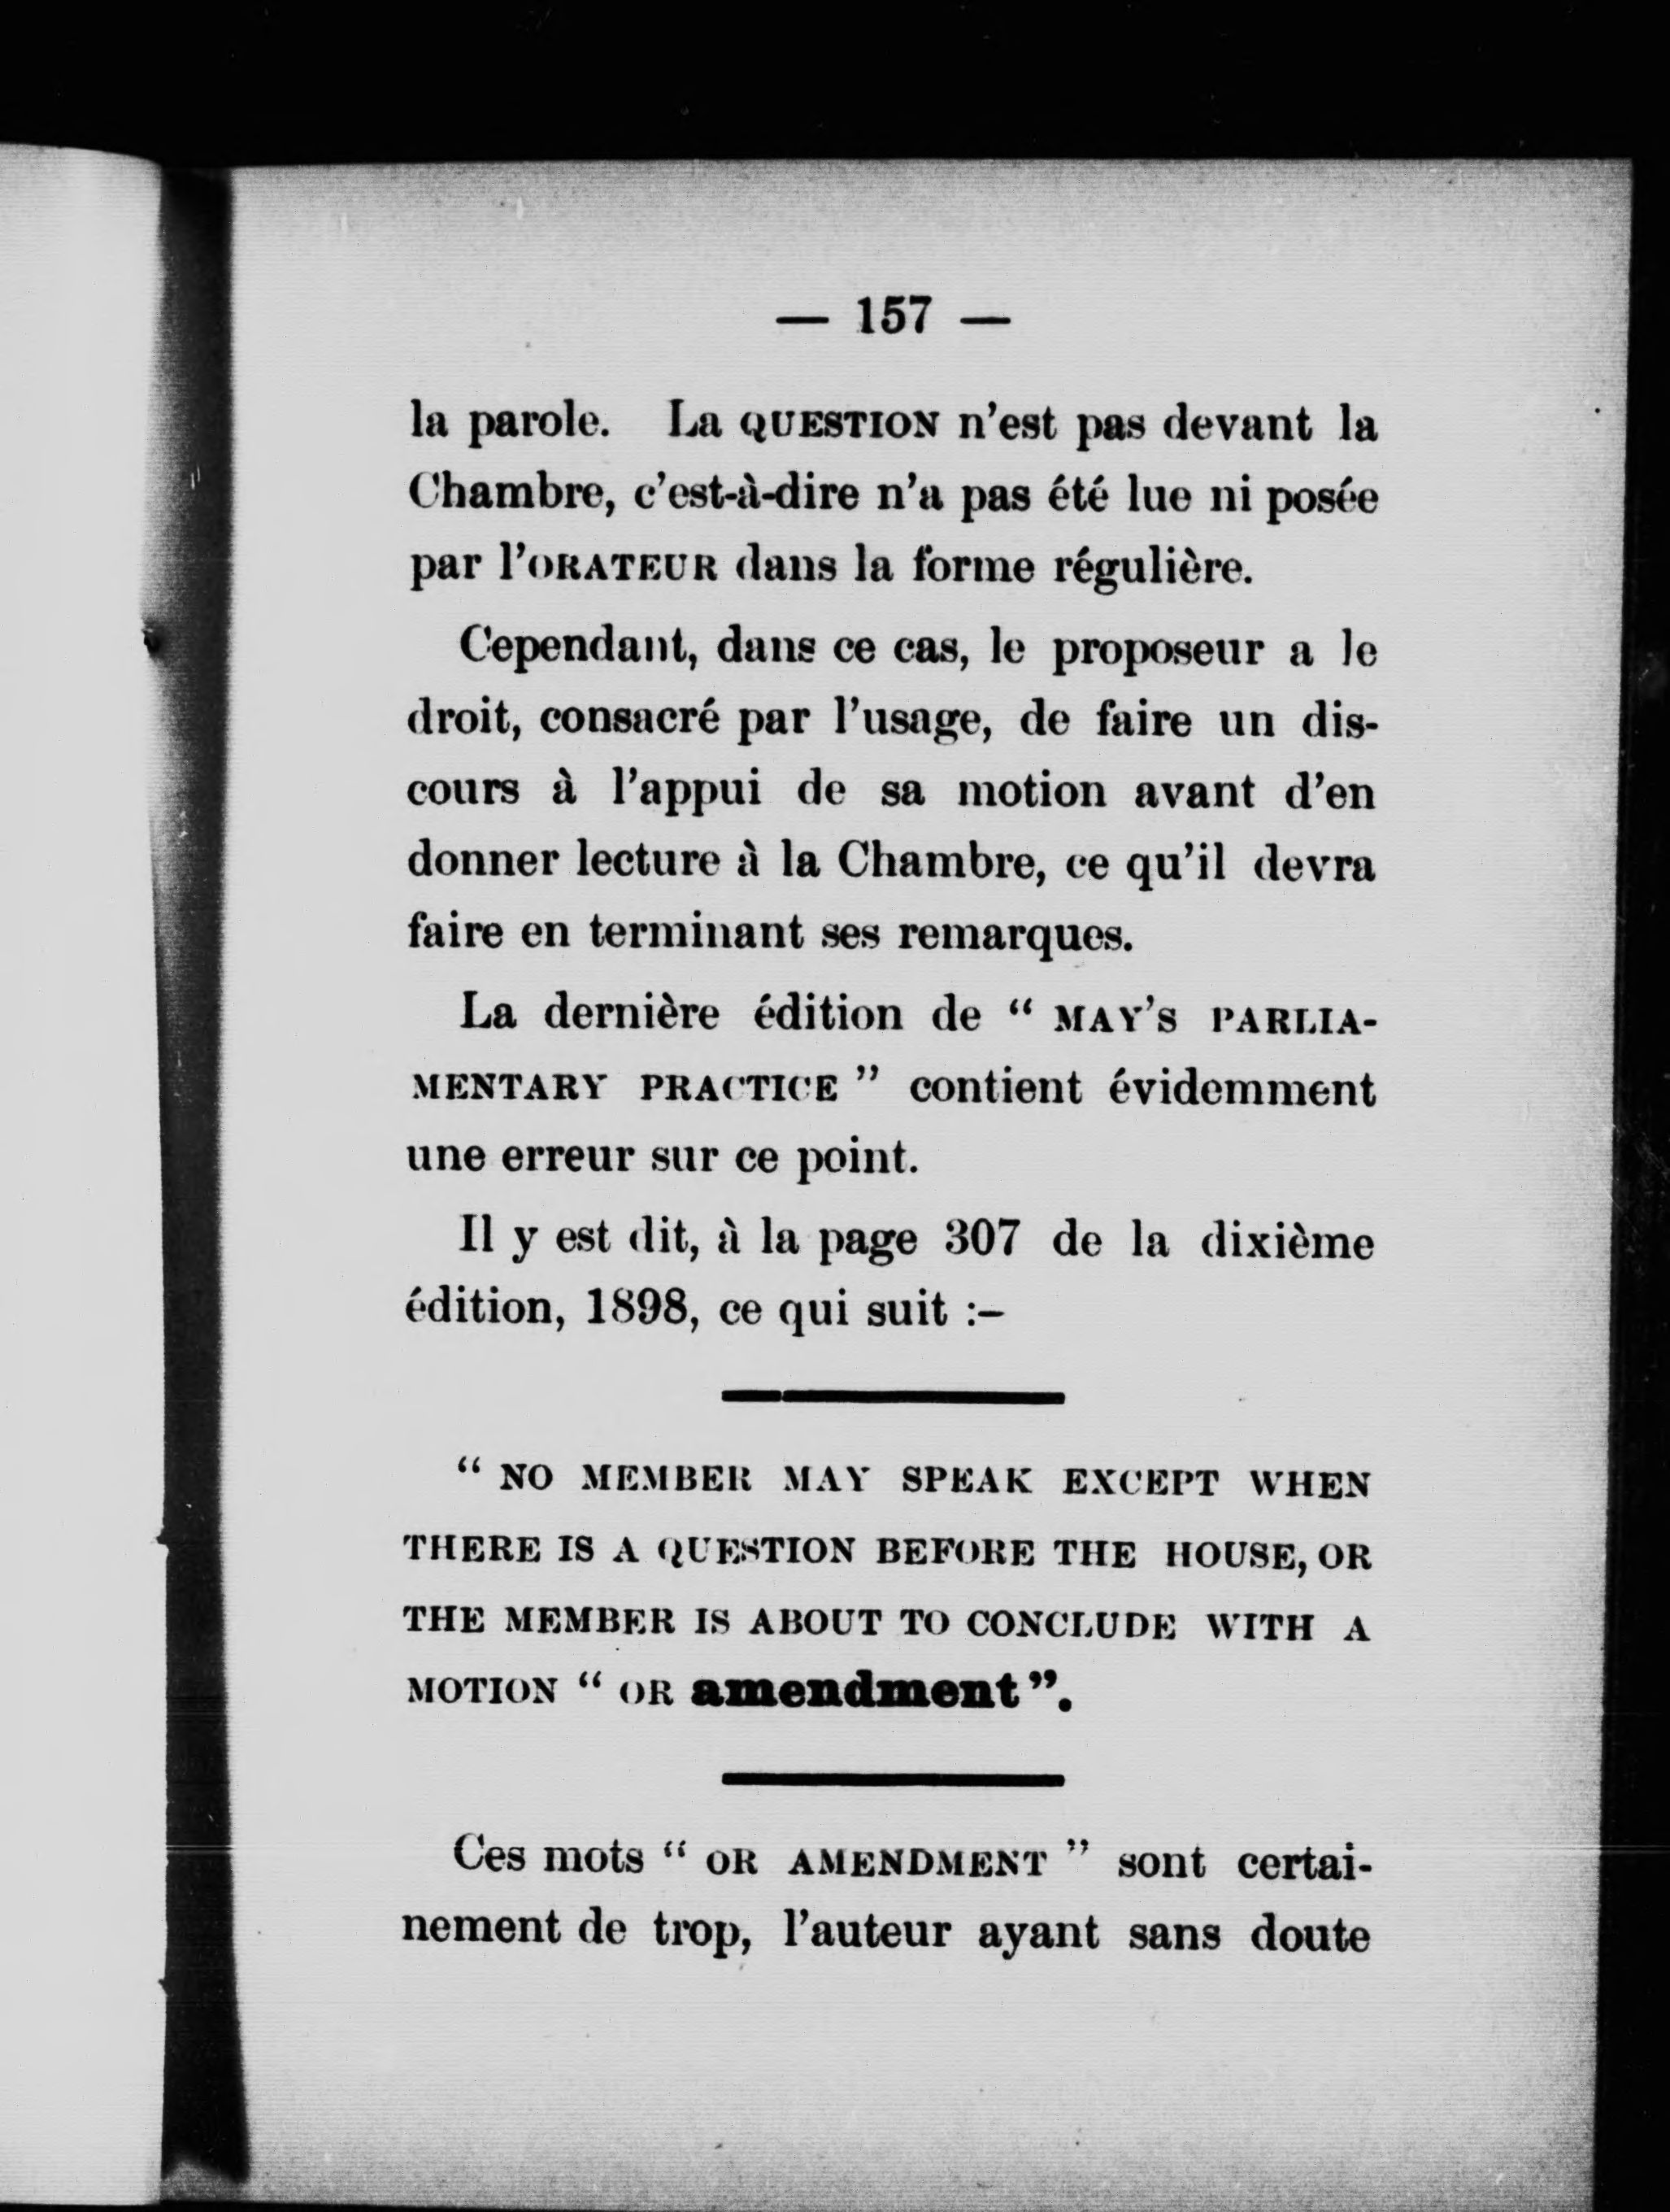 — 157 —
la parole. La QUESTION n'est pas devant la
Chambre, c'est-à-dire n'a pas été lue ni posée
par l'ORATEUR dans la forme régulière.
Cependant, dans ce cas, le proposeur a le
droit, consacré par l'usage, de faire un dis-
cours à l'appui de sa motion avant d'en
donner lecture à la Chambre, ce qu'il devra
faire en terminant ses remarques.
La dernière édition de “ MAY'S PARLIA-
MENTARY PRACTICE ” contient évidemment
une erreur sur ce point.
Il y est dit, à la page 307 de la dixième
édition, 1898, ce qui suit :–
“ NO MEMBER MAY SPEAK EXCEPT WHEN
THERE IS A QUESTION BEFORE THE HOUSE, OR
THE MEMBER IS ABOUT TO CONCLUDE WITH A
MOTION “ OR amendment”.
Ces mots “ OR AMENDMENT ” sont certai-
nement de trop, l'auteur ayant sans doute